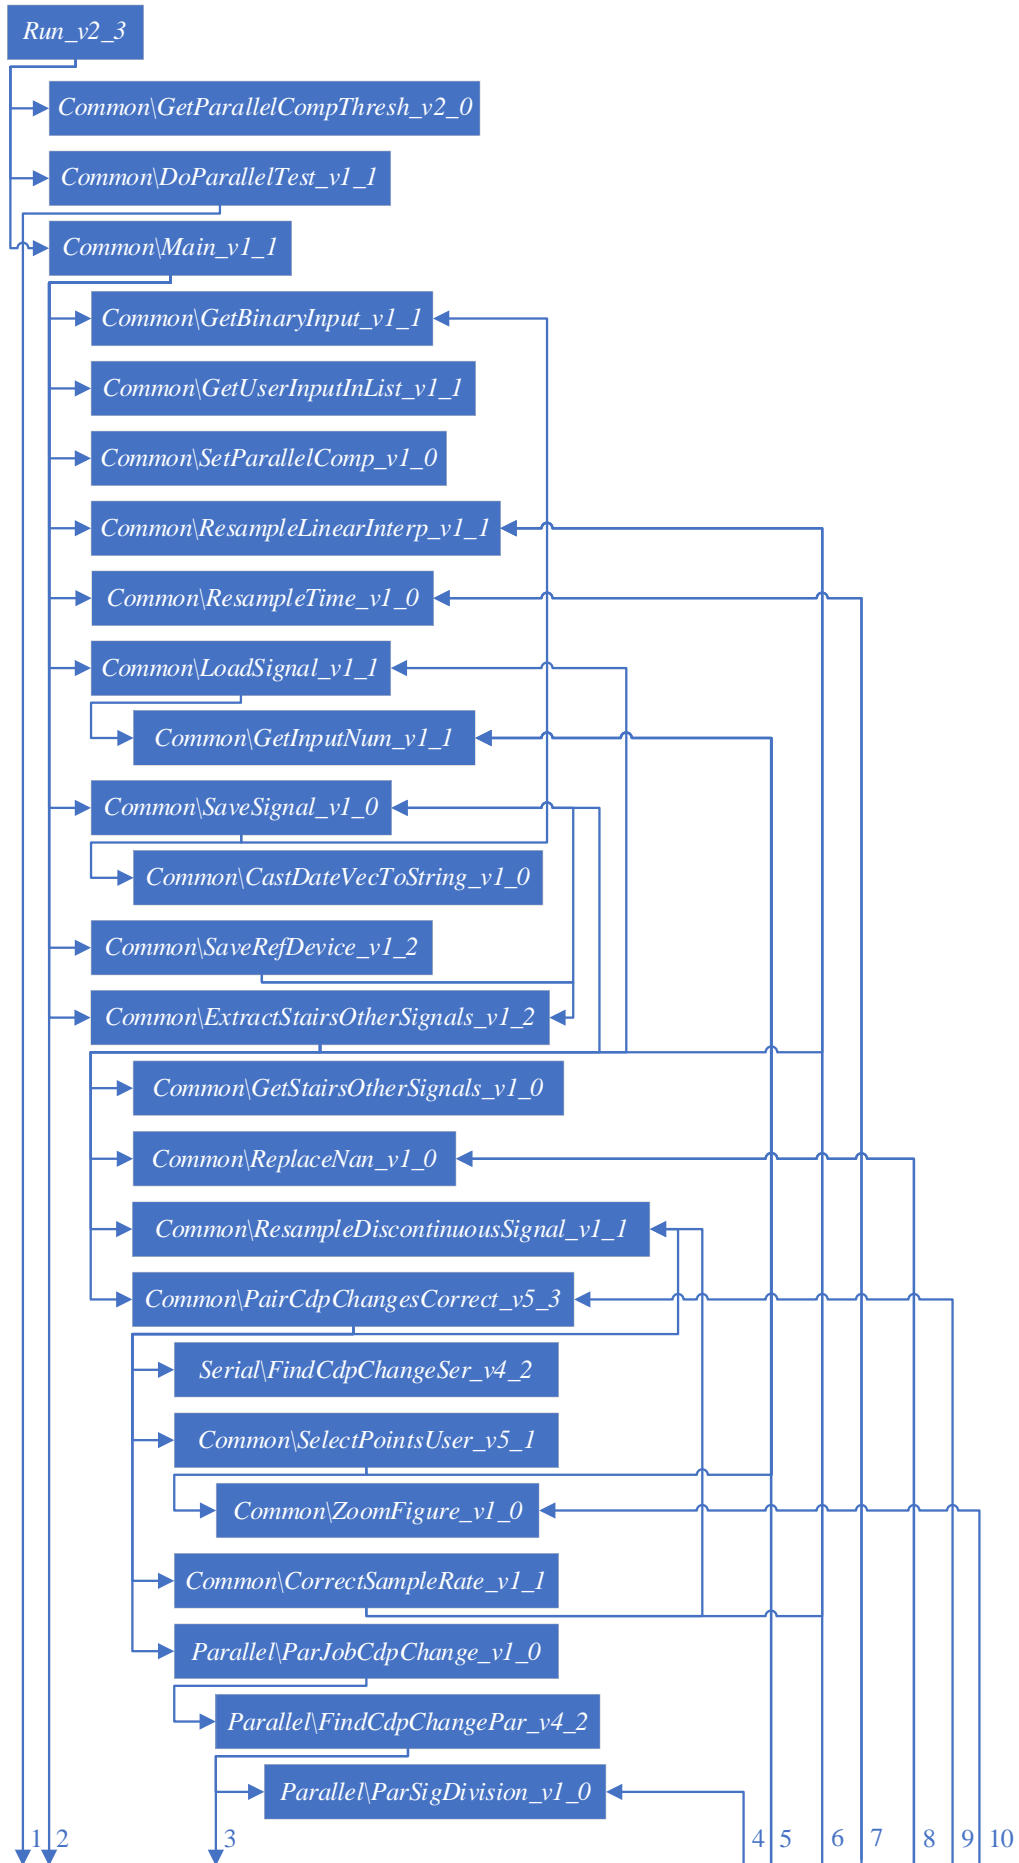 Run_v2_3
Common\GetParallelCompThresh_v2_0
Common\DoParallelTest_v1_1
Common\Main_v1_1
Common\GetBinaryInput_v1_1
Common\GetUserInputInList_v1_1
Common\SetParallelComp_v1_0
Common\ResampleLinearInterp_v1_1
Common\ResampleTime_v1_0
Common\LoadSignal_v1_1
Common\GetInputNum_v1_1
Common\SaveSignal_v1_0
Common\CastDateVecToString_v1_0
Common\SaveRefDevice_v1_2
Common\ExtractStairsOtherSignals_v1_2
Common\GetStairsOtherSignals_v1_0
Common\ReplaceNan_v1_0
Common\ResampleDiscontinuousSignal_v1_1
Common\PairCdpChangesCorrect_v5_3
Serial\FindCdpChangeSer_v4_2
Common\SelectPointsUser_v5_1
Common\ZoomFigure_v1_0
Common\CorrectSampleRate_v1_1
Parallel\ParJobCdpChange_v1_0
Parallel\FindCdpChangePar_v4_2
Parallel\ParSigDivision_v1_0
1 2 3 4 5 6 7 8 9 10